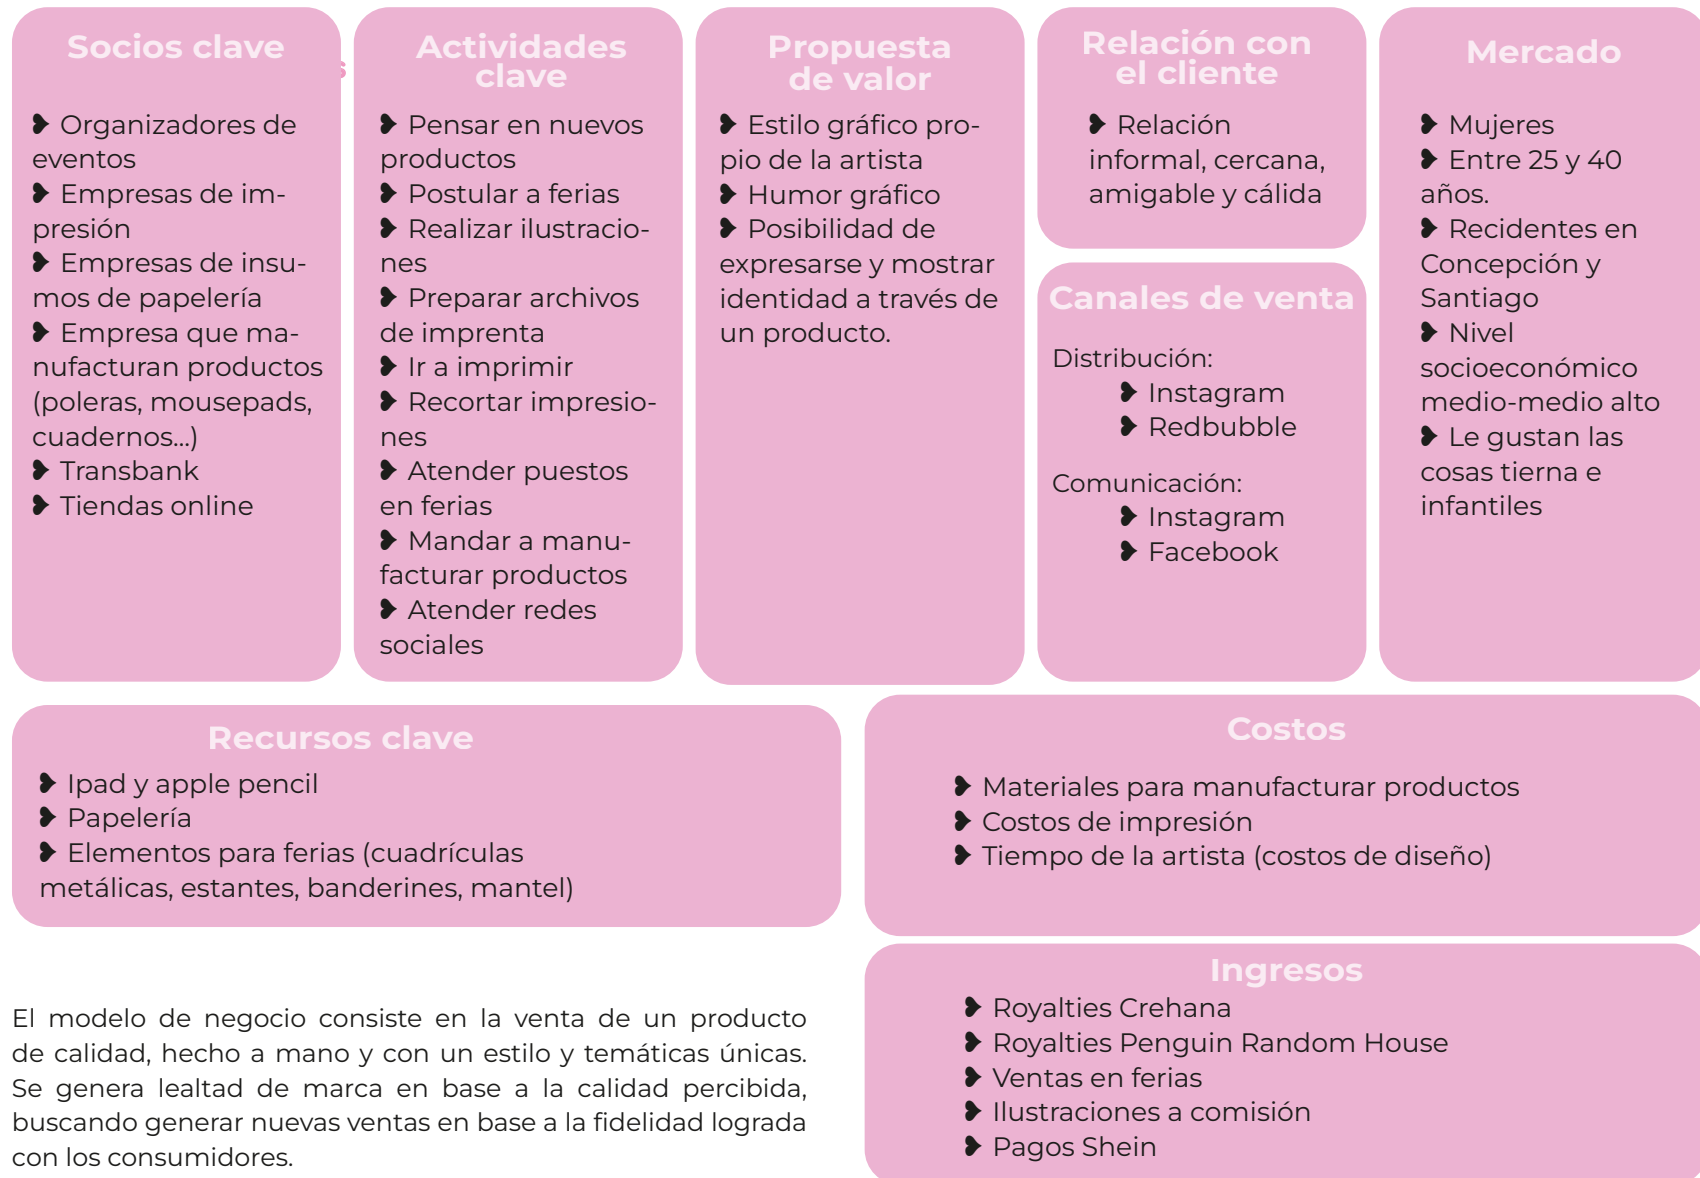 Socios clave
s
❥ Organizadores de
eventos
❥ Empresas de im-
presión
❥ Empresas de insu-
mos de papelería
❥ Empresa que ma-
nufacturan productos
(poleras, mousepads,
cuadernos...)
❥ Transbank
❥ Tiendas online
Actividades
clave
❥ Pensar en nuevos
productos
❥ Postular a ferias
❥ Realizar ilustracio-
nes
❥ Preparar archivos
de imprenta
❥ Ir a imprimir
❥ Recortar impresio-
nes
❥ Atender puestos
en ferias
❥ Mandar a manu-
facturar productos
❥ Atender redes
sociales
Propuesta
de valor
❥ Estilo gráfico pro-
pio de la artista
❥ Humor gráfico
❥ Posibilidad de
expresarse y mostrar
identidad a través de
un producto.
Relación con
el cliente
❥ Relación
informal, cercana,
amigable y cálida
Canales de venta
Distribución:
❥ Instagram
❥ Redbubble
Comunicación:
❥ Instagram
❥ Facebook
Mercado
❥ Mujeres
❥ Entre 25 y 40
años.
❥ Recidentes en
Concepción y
Santiago
❥ Nivel
socioeconómico
medio-medio alto
❥ Le gustan las
cosas tierna e
infantiles
Recursos clave
❥ Ipad y apple pencil
❥ Papelería
❥ Elementos para ferias (cuadrículas
metálicas, estantes, banderines, mantel)
Costos
❥ Materiales para manufacturar productos
❥ Costos de impresión
❥ Tiempo de la artista (costos de diseño)
Ingresos
❥ Royalties Crehana
❥ Royalties Penguin Random House
❥ Ventas en ferias
❥ Ilustraciones a comisión
❥ Pagos Shein
El modelo de negocio consiste en la venta de un producto
de calidad, hecho a mano y con un estilo y temáticas únicas.
Se genera lealtad de marca en base a la calidad percibida,
buscando generar nuevas ventas en base a la fidelidad lograda
con los consumidores.